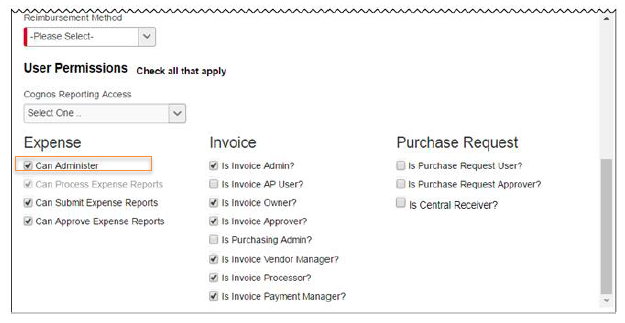 Reimbursement Method
-Please Select-
User Permissions Check all that apply
Cognos Reporting Access
Select One ..
Expense
Can Administer
Can Process Expense Reports
Can Submit Expense Reports
Can Approve Expense Reports
Invoice
Is Invoice Admin?
Is Invoice AP User?
Is Invoice Owner?
Is Invoice Approver?
Is Purchasing Admin?
Is Invoice Vendor Manager?
Is Invoice Processor?
Is Invoice Payment Manager?
Purchase Request
Is Purchase Request User?
Is Purchase Request Approver?
Is Central Receiver?